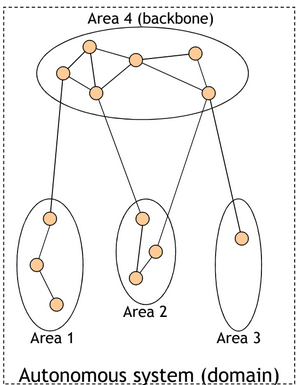 Area 4 (backbone)
Area 1
Area 2
Area 3
Autonomous system (domain)